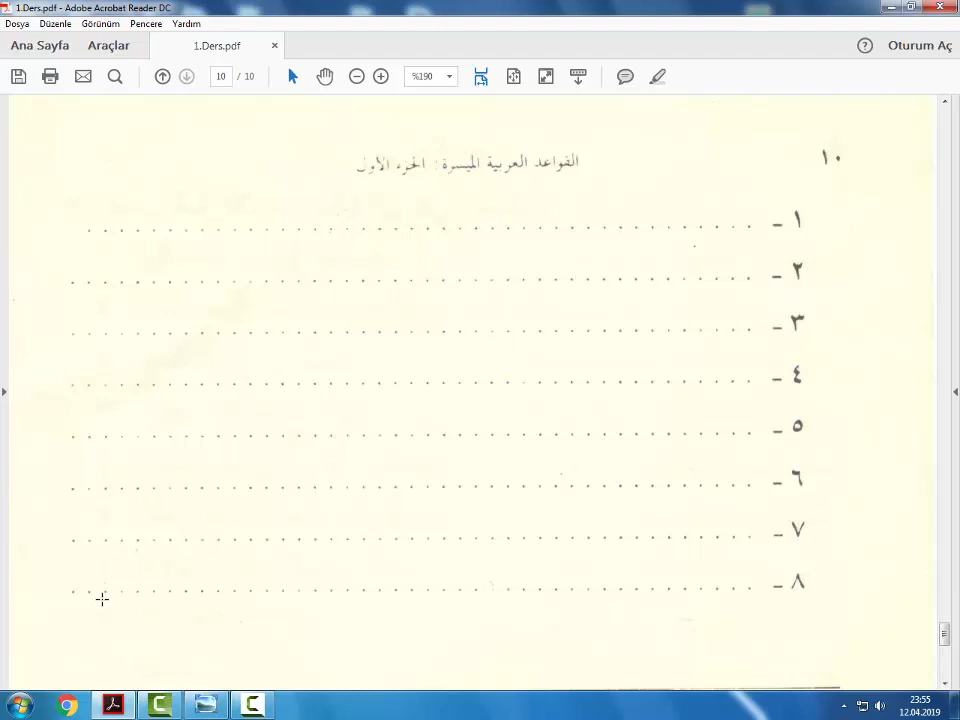 1.Ders.pdf - Adobe Acrobat Reader DC
Dosya Düzenle Görünüm Pencere Yardım
Ana Sayfa Araçlar 1.Ders.pdf × ? Oturum Aç
10 / 10 %190
١٠ القواعد العربية الميسرة: الجزء الأول
١ - . . . . . . . . . . . . . . . . . . . . . . . . . . . . . . . . . . . . . . . . .
٢ - . . . . . . . . . . . . . . . . . . . . . . . . . . . . . . . . . . . . . . . . . .
٣ - . . . . . . . . . . . . . . . . . . . . . . . . . . . . . . . . . . . . . . . . . .
٤ - . . . . . . . . . . . . . . . . . . . . . . . . . . . . . . . . . . . . . . . . . .
٥ - . . . . . . . . . . . . . . . . . . . . . . . . . . . . . . . . . . . . . . . . . .
٦ - . . . . . . . . . . . . . . . . . . . . . . . . . . . . . . . . . . . . . . . . . .
٧ - . . . . . . . . . . . . . . . . . . . . . . . . . . . . . . . . . . . . . . . . . .
٨ - . . . . . . . . . . . . . . . . . . . . . . . . . . . . . . . . . . . . . . . . . .
23:55
12.04.2019